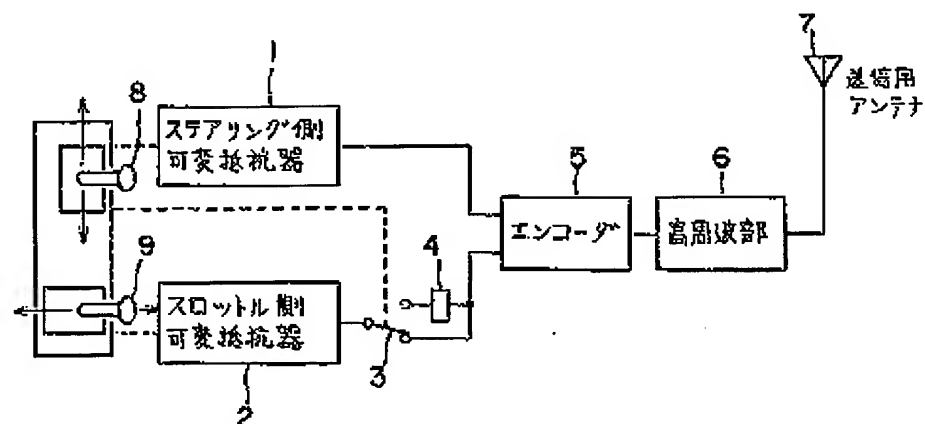 1
ステアリング側
可変抵抗器
8
9
スロットル側
可変抵抗器
2
3
4
5
エンコーダ
6
高周波部
7
送信用
アンテナ